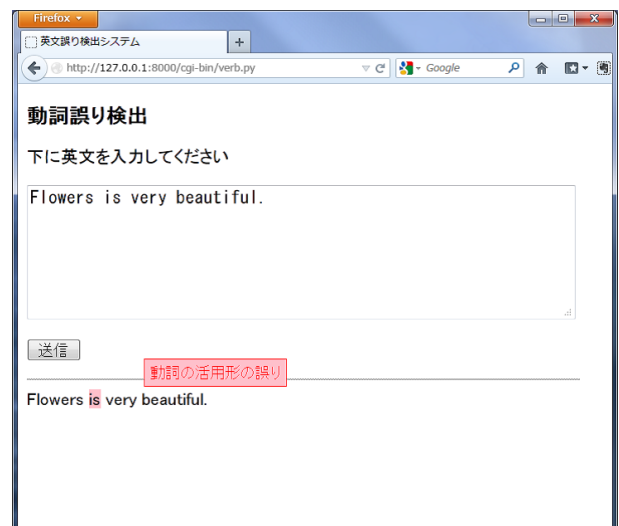 Firefox
英文誤り検出システム
http://127.0.0.1:8000/cgi-bin/verb.py
Google
動詞誤り検出
下に英文を入力してください
Flowers is very beautiful.
送信
動詞の活用形の誤り
Flowers is very beautiful.